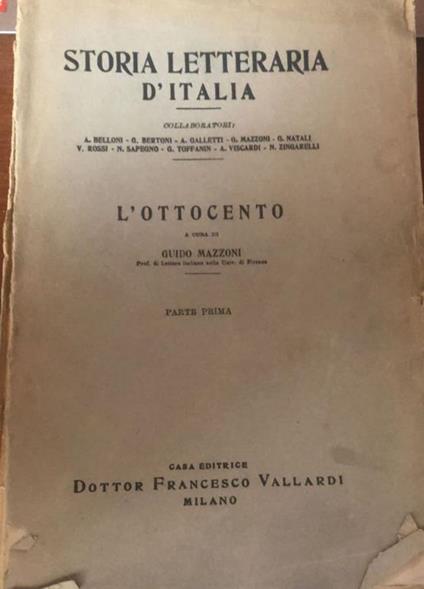 STORIA LETTERARIA
D'ITALIA
COLLABORATORI:
A. BELLONI - G. BERTONI - A. GALLETTI - G. MAZZONI - G. NATALI
V. ROSSI - N. SAPEGNO - G. TOFFANIN - A. VISCARDI - N. ZINGARELLI
L'OTTOCENTO
A CURA DI
GUIDO MAZZONI
Prof. di Lettere italiane nella Univ. di Firenze
PARTE PRIMA
CASA EDITRICE
DOTTOR FRANCESCO VALLARDI
MILANO